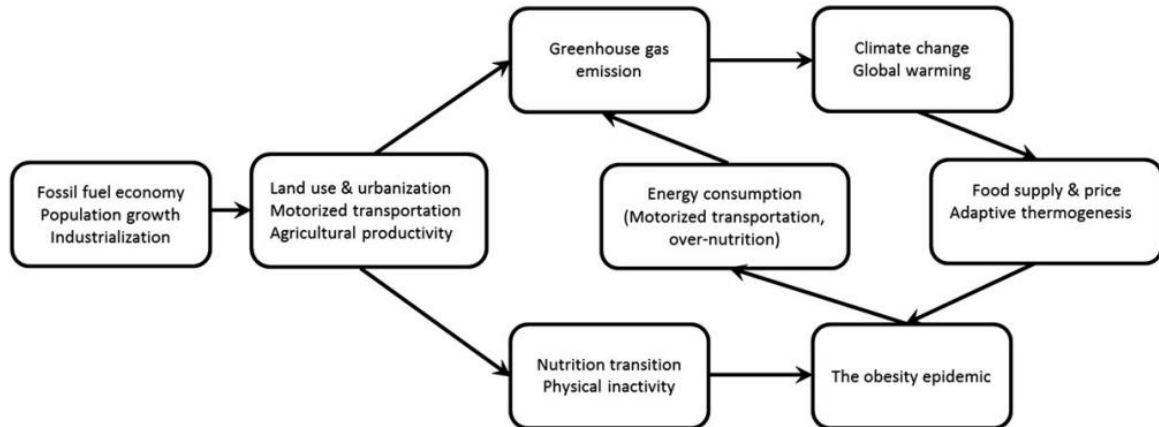 Greenhouse gas
emission
Climate change
Global warming
Fossil fuel economy
Population growth
Industrialization
Land use & urbanization
Motorized transportation
Agricultural productivity
Energy consumption
(Motorized transportation,
over-nutrition)
Food supply & price
Adaptive thermogenesis
Nutrition transition
Physical inactivity
The obesity epidemic